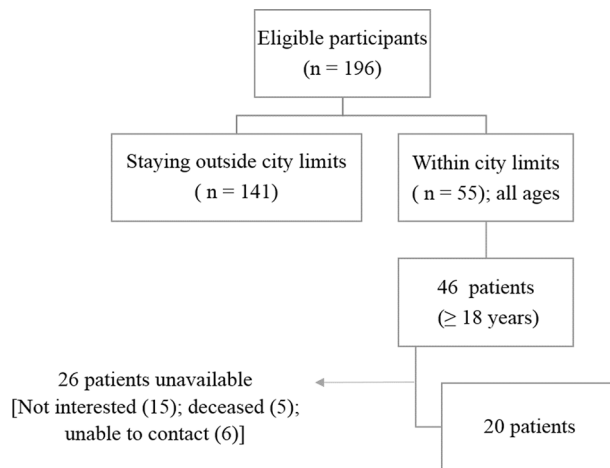 Eligible participants
(n = 196)
Staying outside city limits
( n = 141)
Within city limits
( n = 55); all ages
46 patients
(≥ 18 years)
26 patients unavailable
[Not interested (15); deceased (5);
unable to contact (6)]
20 patients